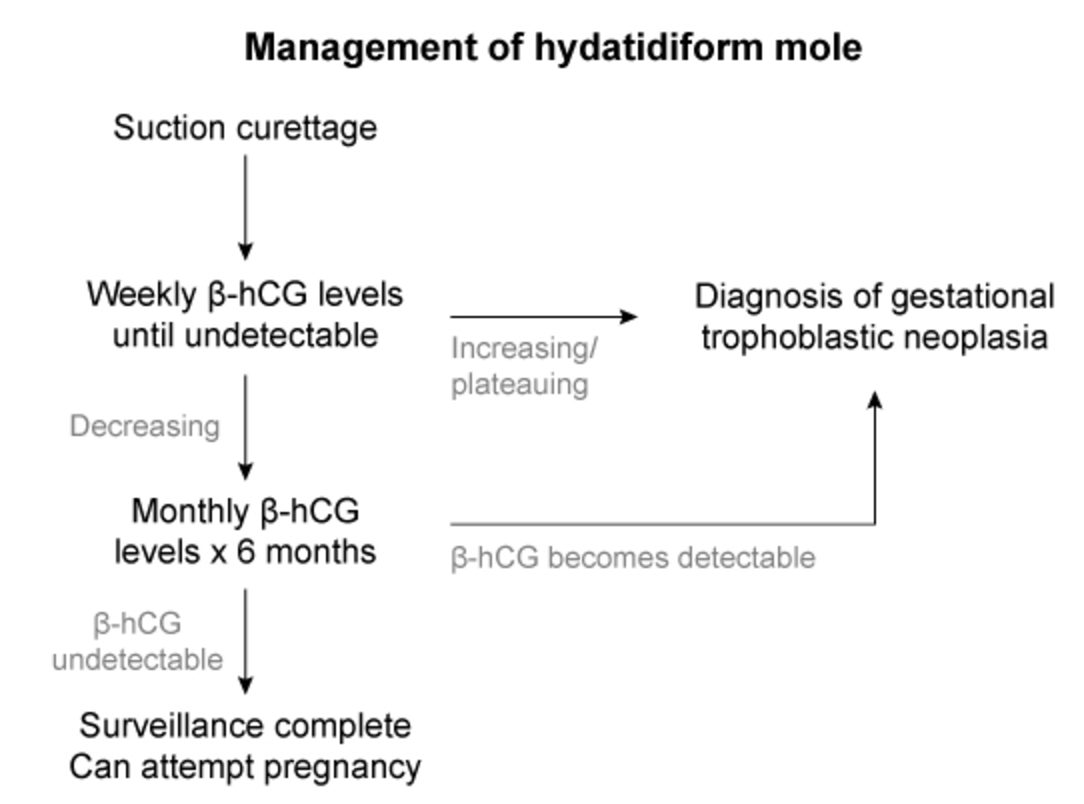 Management of hydatidiform mole
Suction curettage
Weekly β-hCG levels
until undetectable
Increasing/
plateauing
Diagnosis of gestational
trophoblastic neoplasia
Decreasing
Monthly β-hCG
levels x 6 months
β-hCG becomes detectable
β-hCG
undetectable
Surveillance complete
Can attempt pregnancy